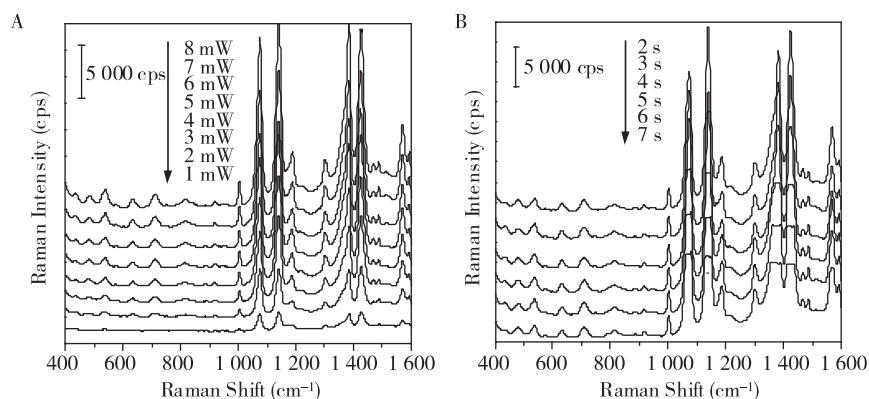 A
5 000 cps
8 mW
7 mW
6 mW
5 mW
4 mW
3 mW
2 mW
1 mW
Raman Intensity (cps)
400 600 800 1 000 1 200 1 400 1 600
Raman Shift (cm⁻¹)
B
5 000 cps
2 s
3 s
4 s
5 s
6 s
7 s
Raman Intensity (cps)
400 600 800 1 000 1 200 1 400 1 600
Raman Shift (cm⁻¹)